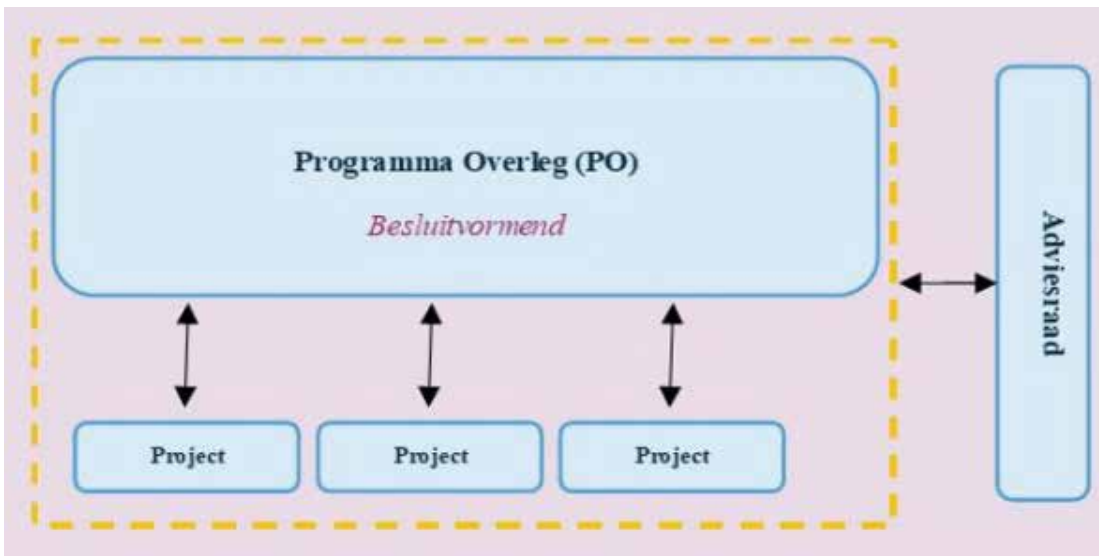 Programma Overleg (PO)
Besluitvormend
Project
Project
Project
Adviesraad